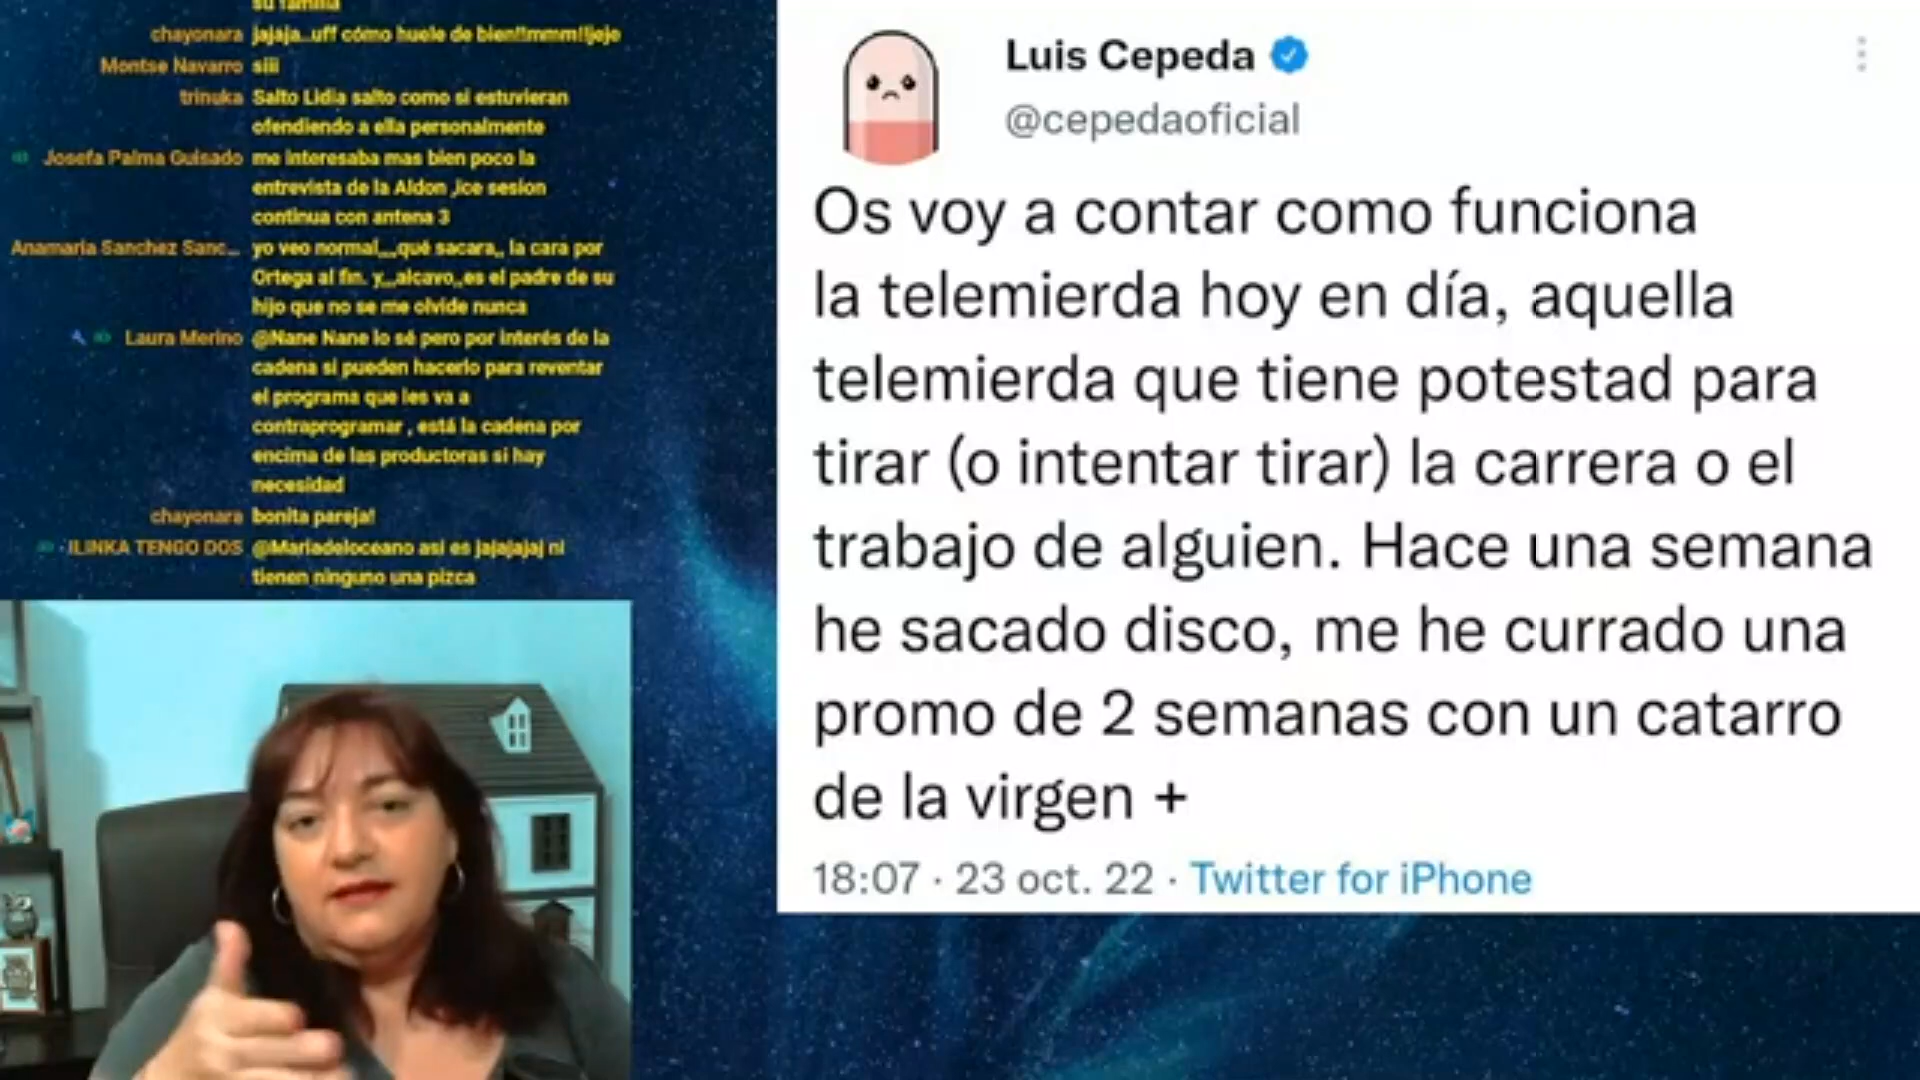 su familia
chayonara jajaja...uff cómo huele de bien!!mmm!!jeje
Montse Navarro siii
trinuka Salto Lidia salto como si estuvieran
ofendiendo a ella personalmente
Josefa Palma Guisado me interesaba mas bien poco la
entrevista de la Aldon ,ice sesion
continua con antena 3
Anamaria Sanchez Sanc... yo veo normal,,,,qué sacara,, la cara por
Ortega al fin. y,,,alcavo,,es el padre de su
hijo que no se me olvide nunca
Laura Merino @Nane Nane lo sé pero por interés de la
cadena si pueden hacerlo para reventar
el programa que les va a
contraprogramar , está la cadena por
encima de las productoras si hay
necesidad
chayonara bonita pareja!
ILINKA TENGO DOS @Mariadeloceano asi es jajajajaj ni
tienen ninguno una pizca
Luis Cepeda
@cepedaoficial
Os voy a contar como funciona
la telemierda hoy en día, aquella
telemierda que tiene potestad para
tirar (o intentar tirar) la carrera o el
trabajo de alguien. Hace una semana
he sacado disco, me he currado una
promo de 2 semanas con un catarro
de la virgen +
18:07 · 23 oct. 22 · Twitter for iPhone